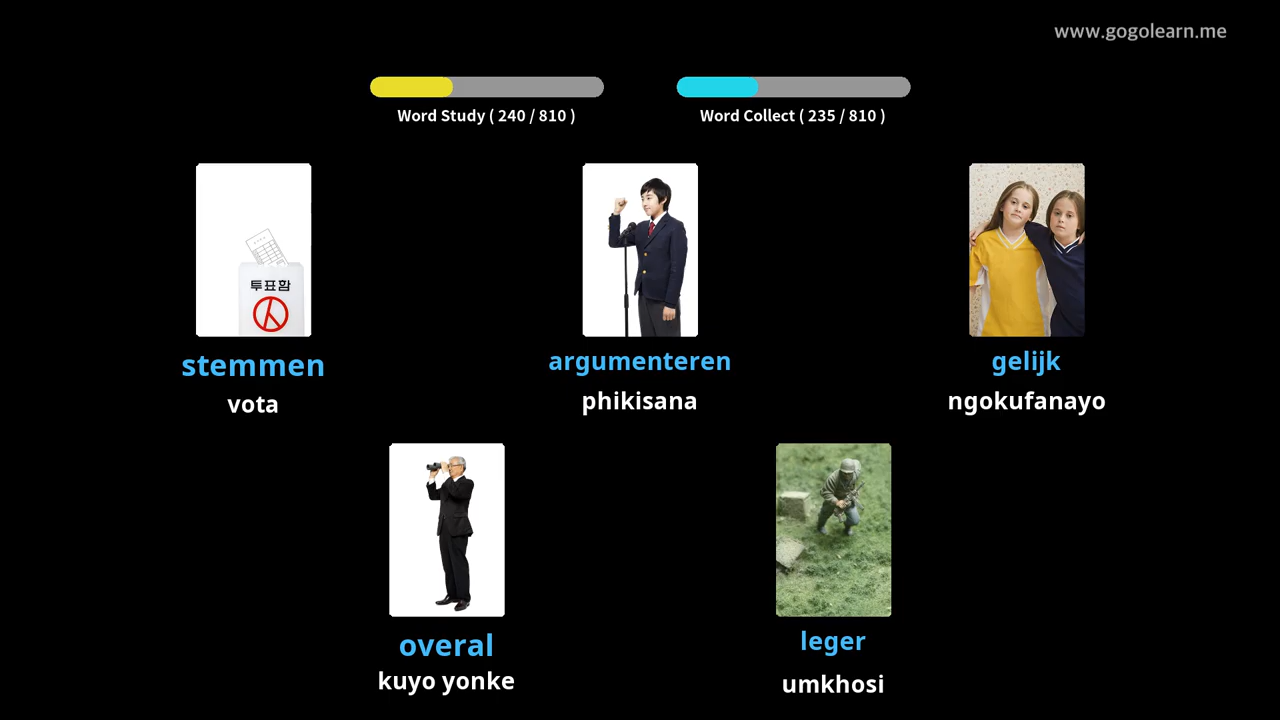 www.gogolearn.me
Word Study ( 240 / 810 )
Word Collect ( 235 / 810 )
투표함
stemmen
vota
argumenteren
phikisana
gelijk
ngokufanayo
overal
kuyo yonke
leger
umkhosi